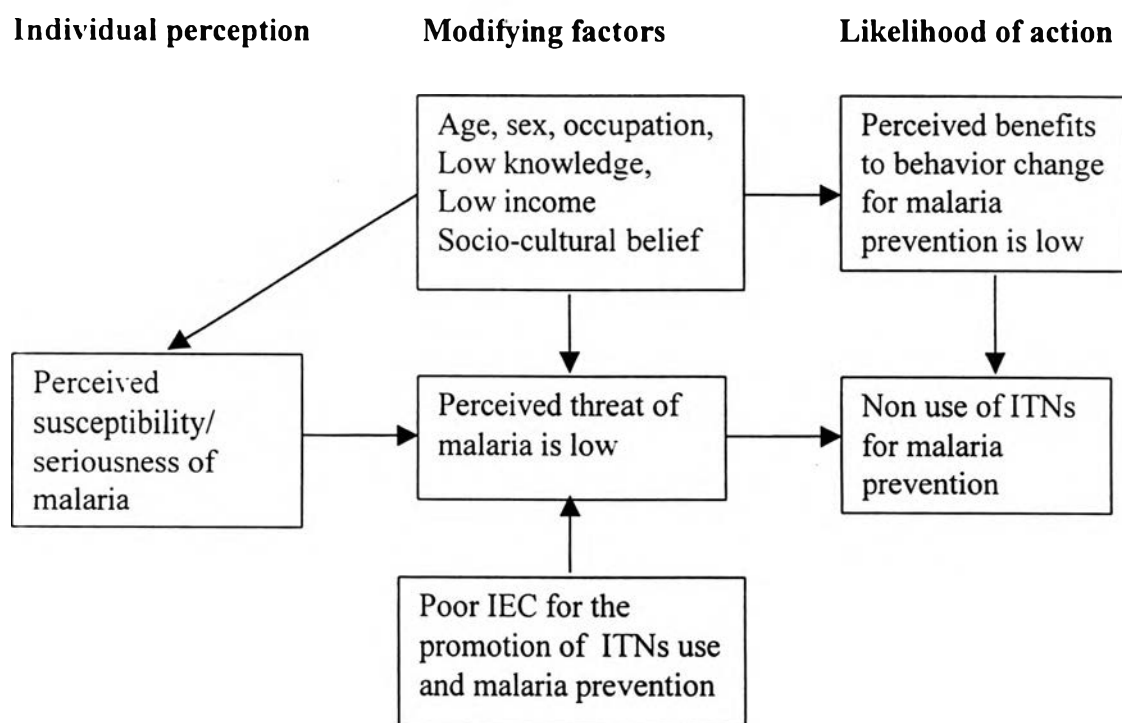 Individual perception
Modifying factors
Likelihood of action
Age, sex, occupation,
Low knowledge,
Low income
Socio-cultural belief
Perceived benefits
to behavior change
for malaria
prevention is low
Perceived
susceptibility/
seriousness of
malaria
Perceived threat of
malaria is low
Non use of ITNs
for malaria
prevention
Poor IEC for the
promotion of ITNs use
and malaria prevention